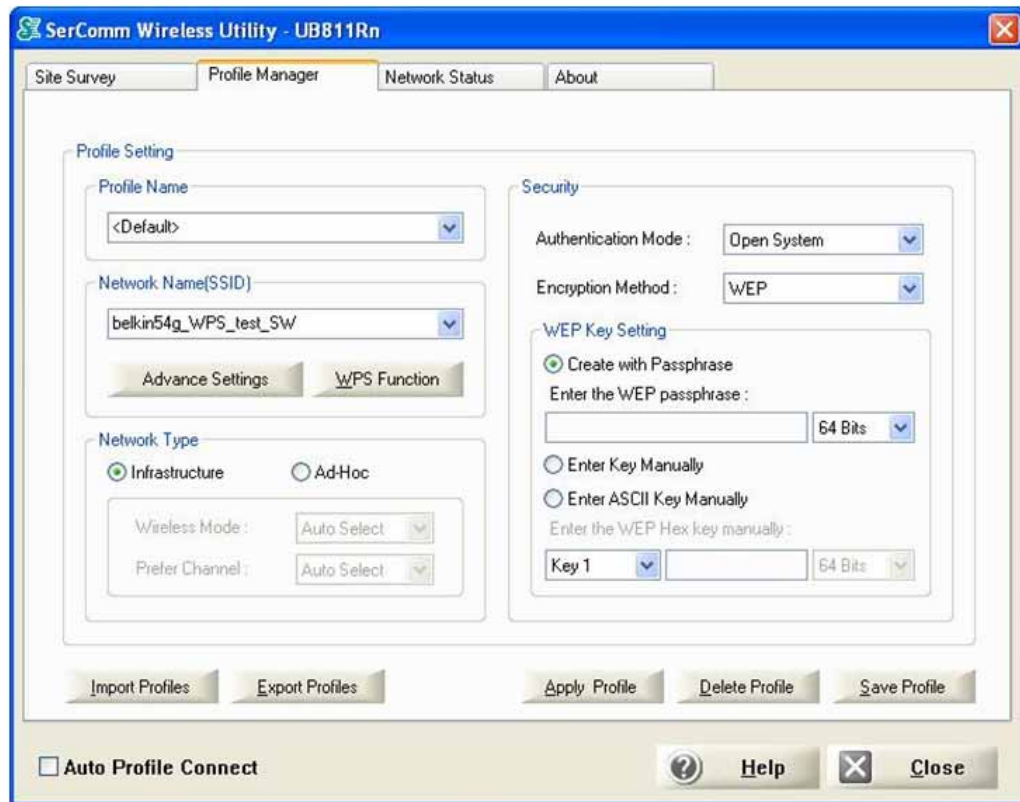 SerComm Wireless Utility - UB811Rn
Site Survey
Profile Manager
Network Status
About
Profile Setting
Profile Name
<Default>
Network Name(SSID)
belkin54g_WPS_test_SW
Advance Settings
WPS Function
Network Type
Infrastructure
Ad-Hoc
Wireless Mode :
Auto Select
Prefer Channel :
Auto Select
Security
Authentication Mode :
Open System
Encryption Method :
WEP
WEP Key Setting
Create with Passphrase
Enter the WEP passphrase :
64 Bits
Enter Key Manually
Enter ASCII Key Manually
Enter the WEP Hex key manually :
Key 1
64 Bits
Import Profiles
Export Profiles
Apply Profile
Delete Profile
Save Profile
Auto Profile Connect
Help
Close